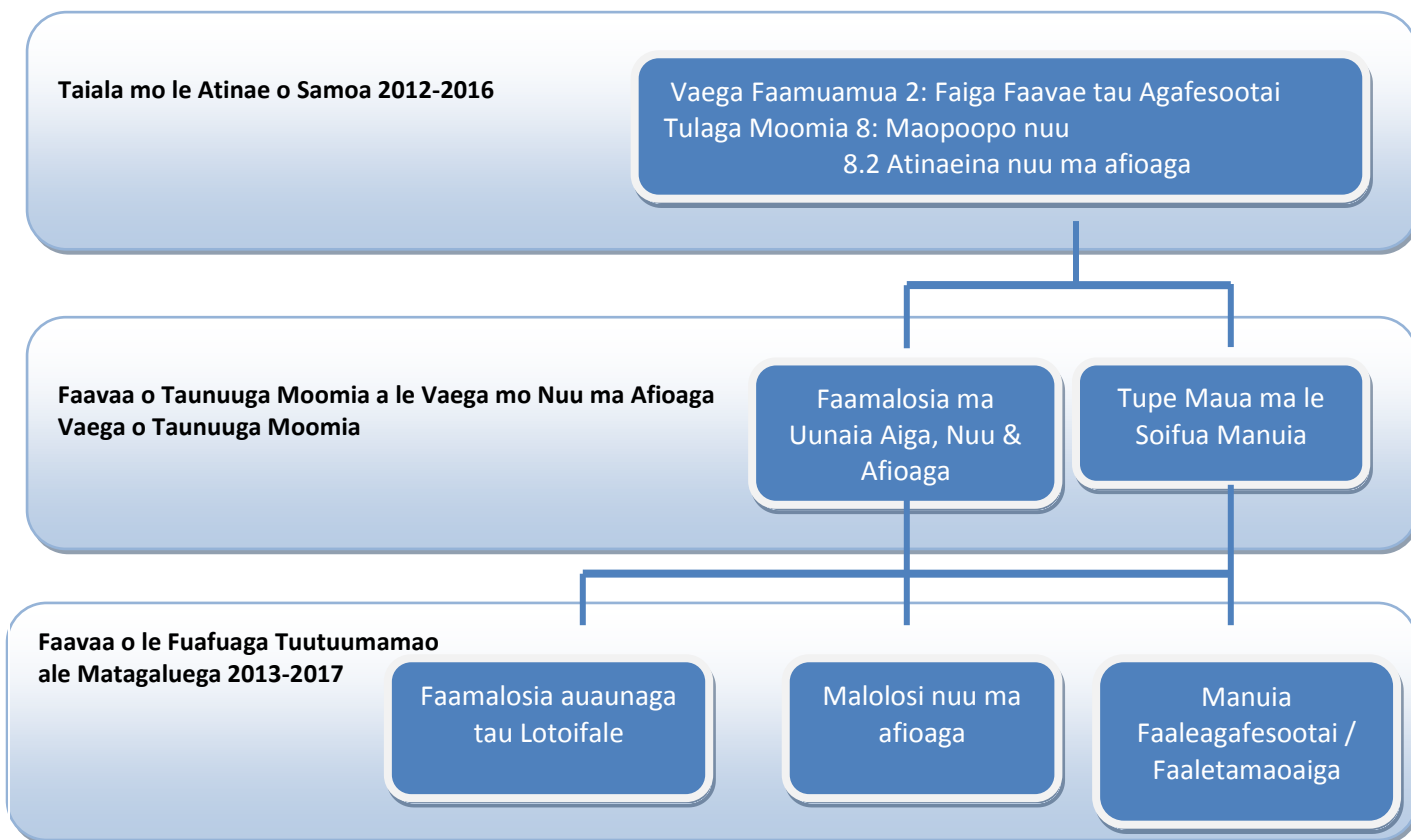 Taiala mo le Atinae o Samoa 2012-2016
Vaega Faamuamua 2: Faiga Faavae tau Agafesootai
Tulaga Moomia 8: Maopoopo nuu
8.2 Atinaeina nuu ma afioaga
Faavaa o Taunuuga Moomia a le Vaega mo Nuu ma Afioaga
Vaega o Taunuuga Moomia
Faamalosia ma
Uunaia Aiga, Nuu &
Afioaga
Tupe Maua ma le
Soifua Manuia
Faavaa o le Fuafuaga Tuutuumamao
ale Matagaluega 2013-2017
Faamalosia auaunaga
tau Lotoifale
Malolosi nuu ma
afioaga
Manuia
Faaleagafesootai /
Faaletamaoaiga